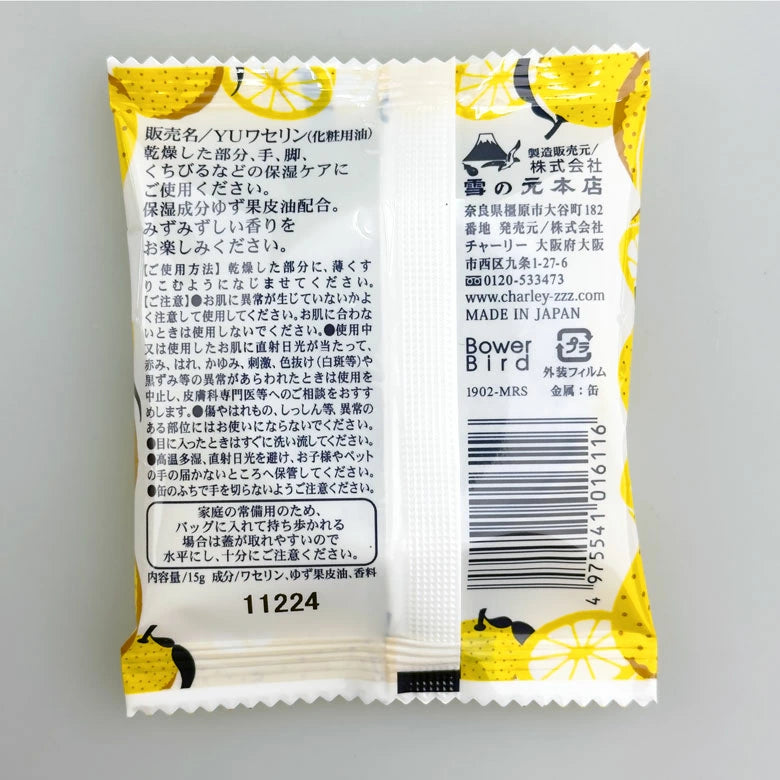 販売名/YUワセリン(化粧用油)
乾燥した部分、手、脚、
くちびるなどの保湿ケアに
ご使用ください。
保湿成分ゆず果皮油配合。
みずみずしい香りを
お楽しみください。
【ご使用方法】乾燥した部分に、薄くす
りこむようになじませてください。
【ご注意】●お肌に異常が生じていないかよ
く注意して使用してください。お肌に合わな
いときは使用しないでください。●使用中
又は使用したお肌に直射日光が当たって、
赤み、はれ、かゆみ、刺激、色抜け(白斑等)や
黒ずみ等の異常があらわれたときは使用を
中止し、皮膚科専門医等へのご相談をおすす
めします。●傷やはれもの、しっしん等、異常の
ある部位にはお使いにならないでください。
●目に入ったときはすぐに洗い流してください。
●高温多湿、直射日光を避け、お子様やペット
の手の届かないところへ保管してください。
●缶のふちで手を切らないようご注意ください。
家庭の常備用のため、
バッグに入れて持ち歩かれる
場合は蓋が取れやすいので
水平にし、十分にご注意ください。
内容量/15g 成分/ワセリン、ゆず果皮油、香料
11224
製造販売元/
株式会社
雪の元本店
奈良県橿原市大谷町182
番地 発売元/株式会社
チャーリー 大阪府大阪
市西区九条1-27-6
0120-533473
www.charley-zzz.com
MADE IN JAPAN
Bower
Bird
プラ
外装フィルム
1902-MRS 金属:缶
4 975541 016116